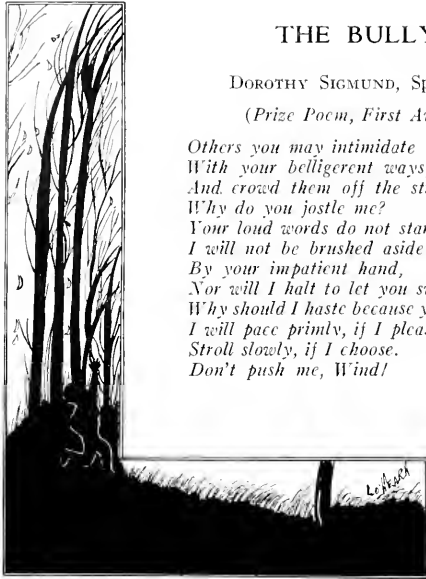 THE BULLY
DOROTHY SIGMUND, Sp
(Prize Poem, First A
Others you may intimidate
With your belligerent ways
And crowd them off the st
Why do you jostle me?
Your loud words do not star
I will not be brushed aside
By your impatient hand,
Nor will I halt to let you s
Why should I haste because y
I will pace primly, if I pleas
Stroll slowly, if I choose.
Don't push me, Wind!